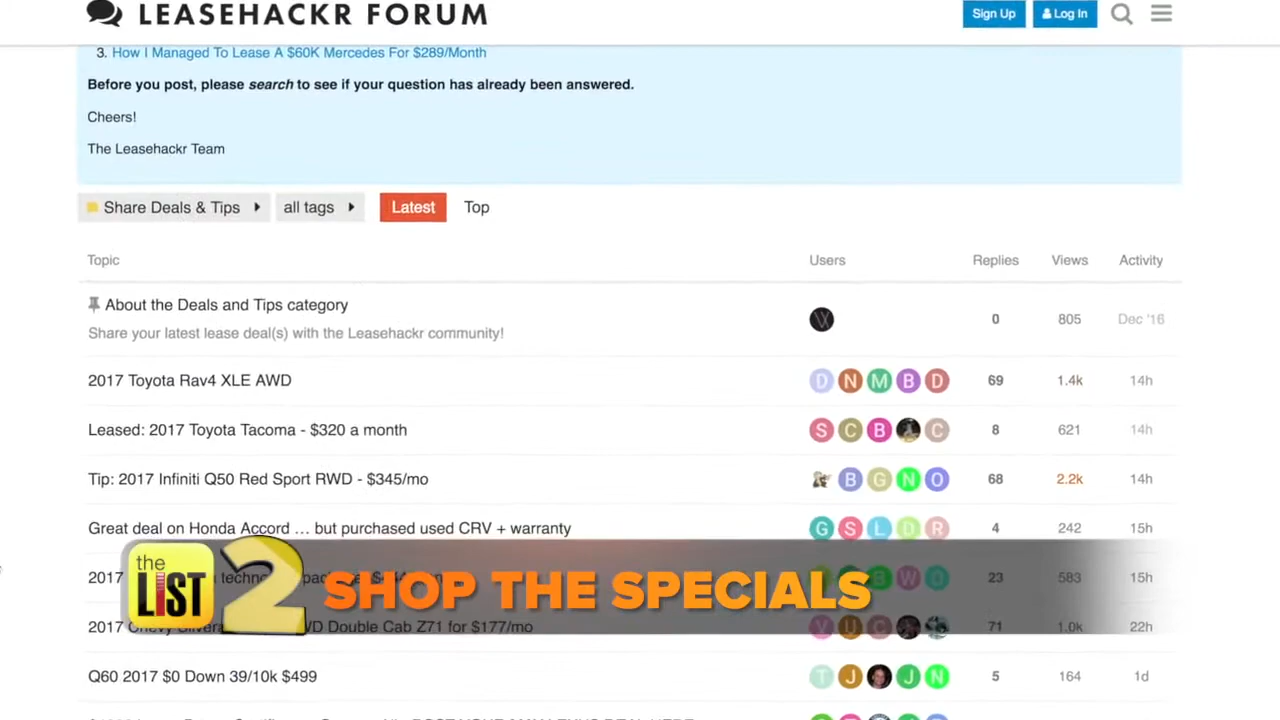 LEASEHACKR FORUM
Sign Up
Log In
3. How I Managed To Lease A $60K Mercedes For $289/Month
Before you post, please search to see if your question has already been answered.
Cheers!
The Leasehackr Team
Share Deals & Tips
all tags
Latest
Top
Topic Users Replies Views Activity
About the Deals and Tips category 0 805 Dec '16
Share your latest lease deal(s) with the Leasehackr community!
2017 Toyota Rav4 XLE AWD D N M B D 69 1.4k 14h
Leased: 2017 Toyota Tacoma - $320 a month S C B C 8 621 14h
Tip: 2017 Infiniti Q50 Red Sport RWD - $345/mo B G N O 68 2.2k 14h
Great deal on Honda Accord … but purchased used CRV + warranty G S L D R 4 242 15h
2017 W 23 583 15h
the LIST 2 SHOP THE SPECIALS
2017 Double Cab Z71 for $177/mo 71 1.0k 22h
Q60 2017 $0 Down 39/10k $499 T J J N 5 164 1d